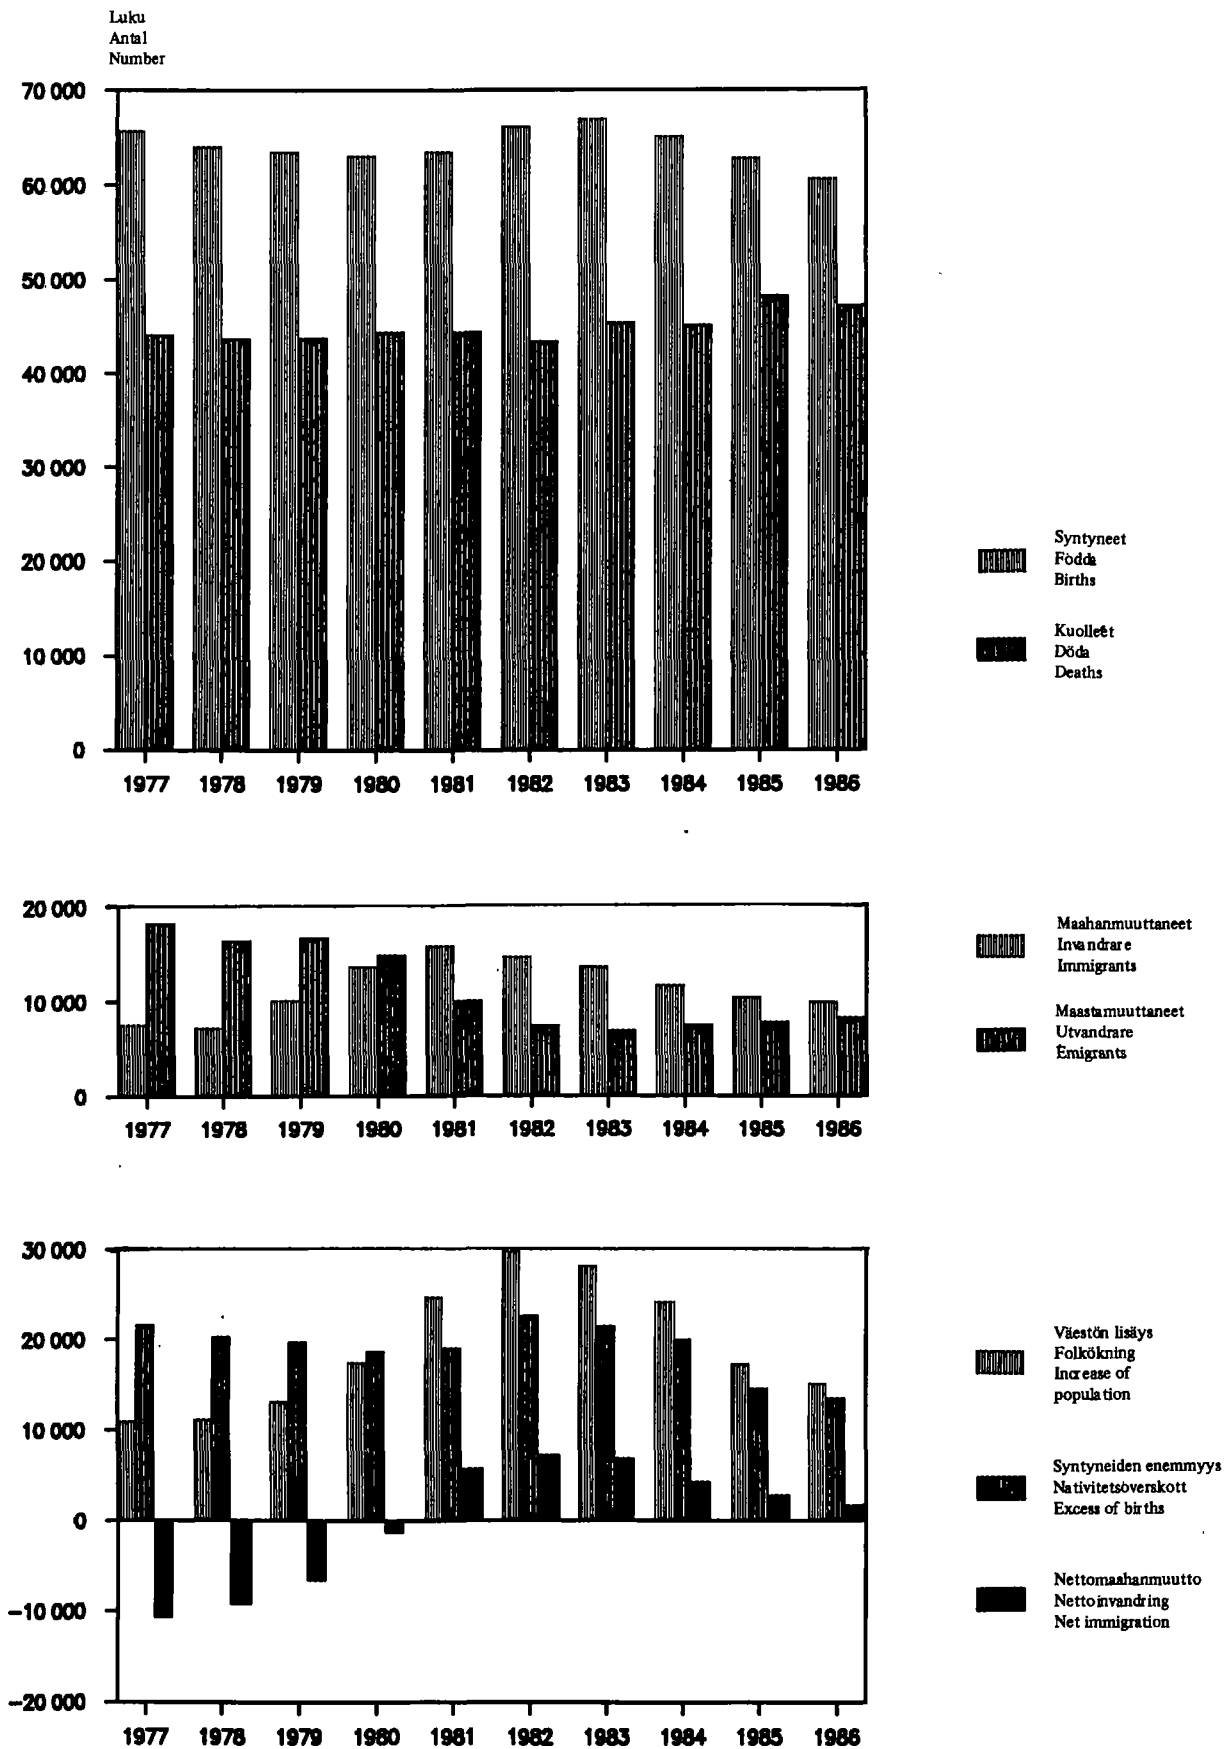 Luku
Antal
Number
70 000
60 000
50 000
40 000
30 000
20 000
10 000
0
1977 1978 1979 1980 1981 1982 1983 1984 1985 1986
Syntyneet
Födda
Births
Kuolleet
Döda
Deaths
20 000
10 000
0
1977 1978 1979 1980 1981 1982 1983 1984 1985 1986
Maahanmuuttaneet
Invandrare
Immigrants
Maastamuuttaneet
Utvandrare
Emigrants
30 000
20 000
10 000
0
-10 000
-20 000
1977 1978 1979 1980 1981 1982 1983 1984 1985 1986
Väestön lisäys
Folkökning
Increase of
population
Syntyneiden enemmyys
Nativitetsöverskott
Excess of births
Nettomaahanmuutto
Nettoinvandring
Net immigration